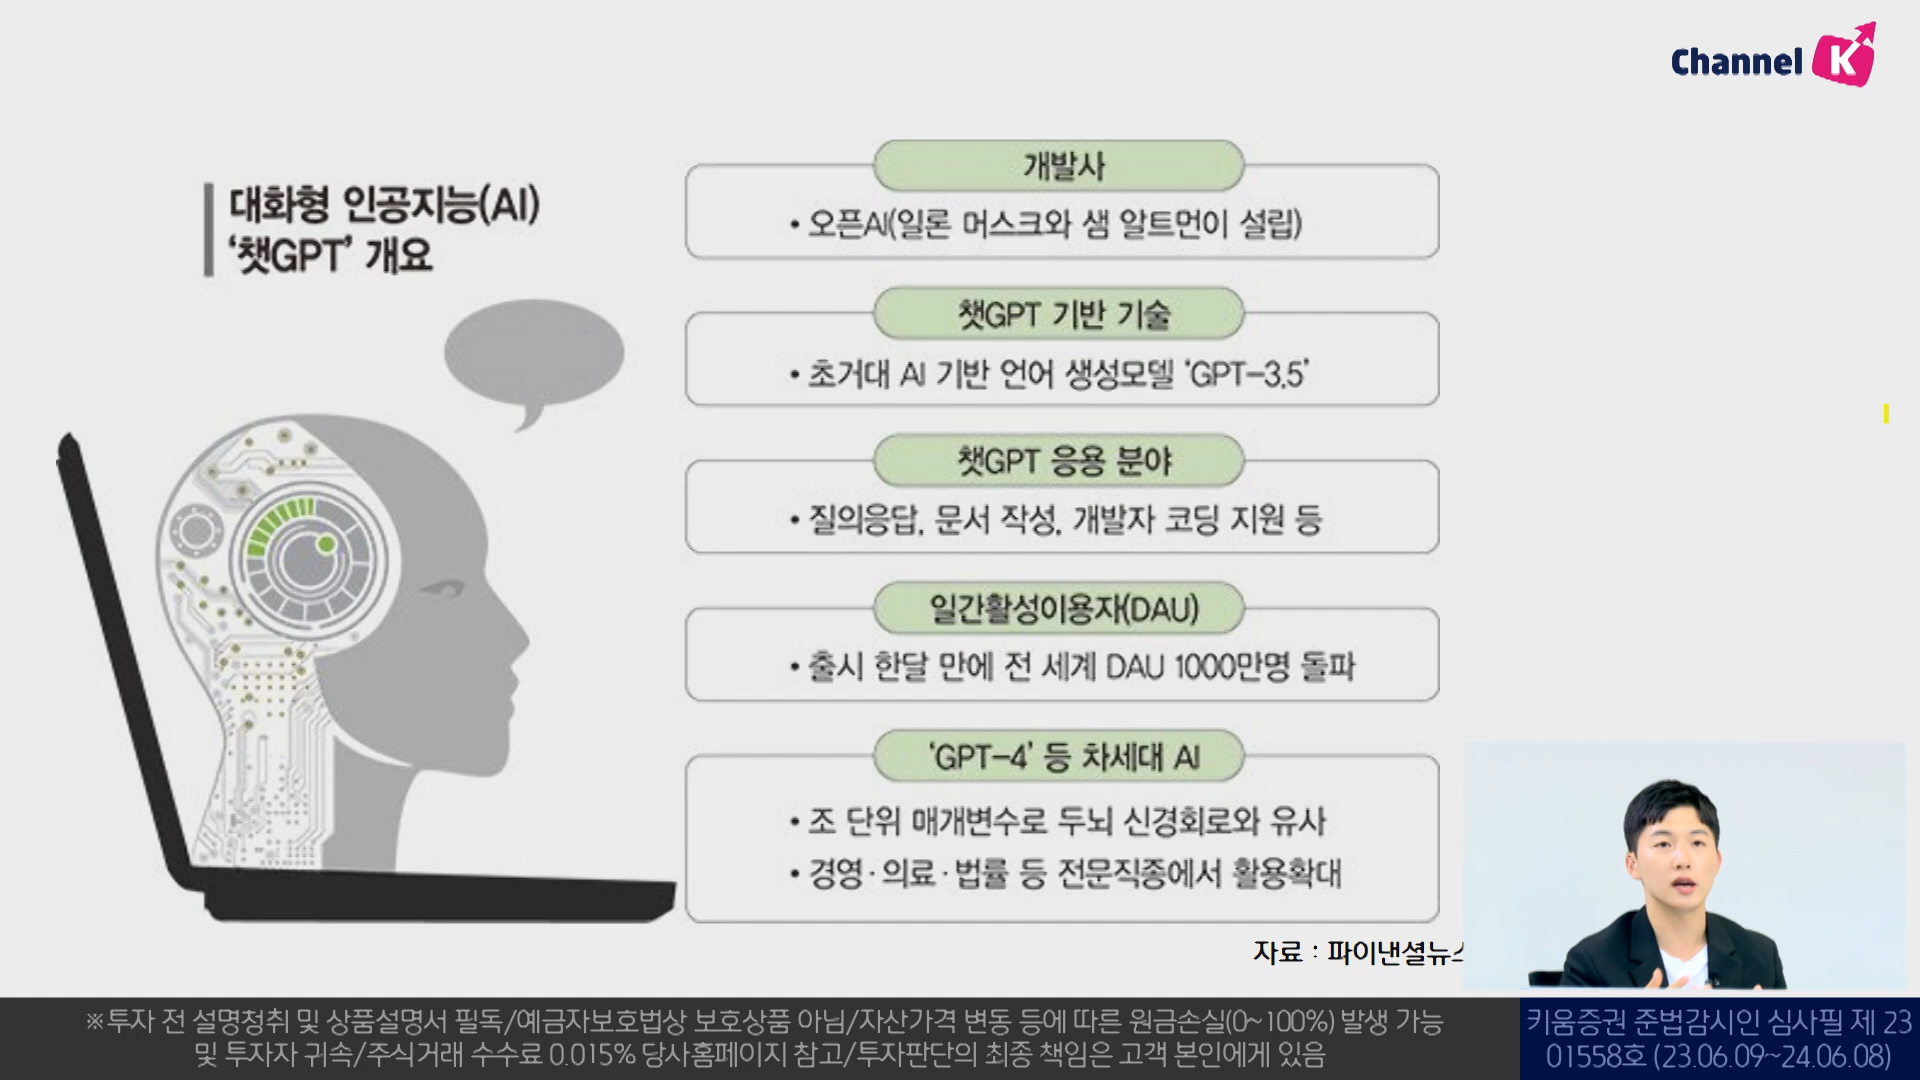 Channel K
대화형 인공지능(AI)
‘챗GPT’ 개요
개발사
• 오픈AI(일론 머스크와 샘 알트먼이 설립)
챗GPT 기반 기술
• 초거대 AI 기반 언어 생성모델 ‘GPT-3.5’
챗GPT 응용 분야
• 질의응답, 문서 작성, 개발자 코딩 지원 등
일간활성이용자(DAU)
• 출시 한달 만에 전 세계 DAU 1000만명 돌파
‘GPT-4’ 등 차세대 AI
• 조 단위 매개변수로 두뇌 신경회로와 유사
• 경영·의료·법률 등 전문직종에서 활용확대
자료 : 파이낸셜뉴스
※투자 전 설명청취 및 상품설명서 필독/예금자보호법상 보호상품 아님/자산가격 변동 등에 따른 원금손실(0~100%) 발생 가능
및 투자자 귀속/주식거래 수수료 0.015% 당사홈페이지 참고/투자판단의 최종 책임은 고객 본인에게 있음
키움증권 준법감시인 심사필 제 23
01558호 (23.06.09~24.06.08)